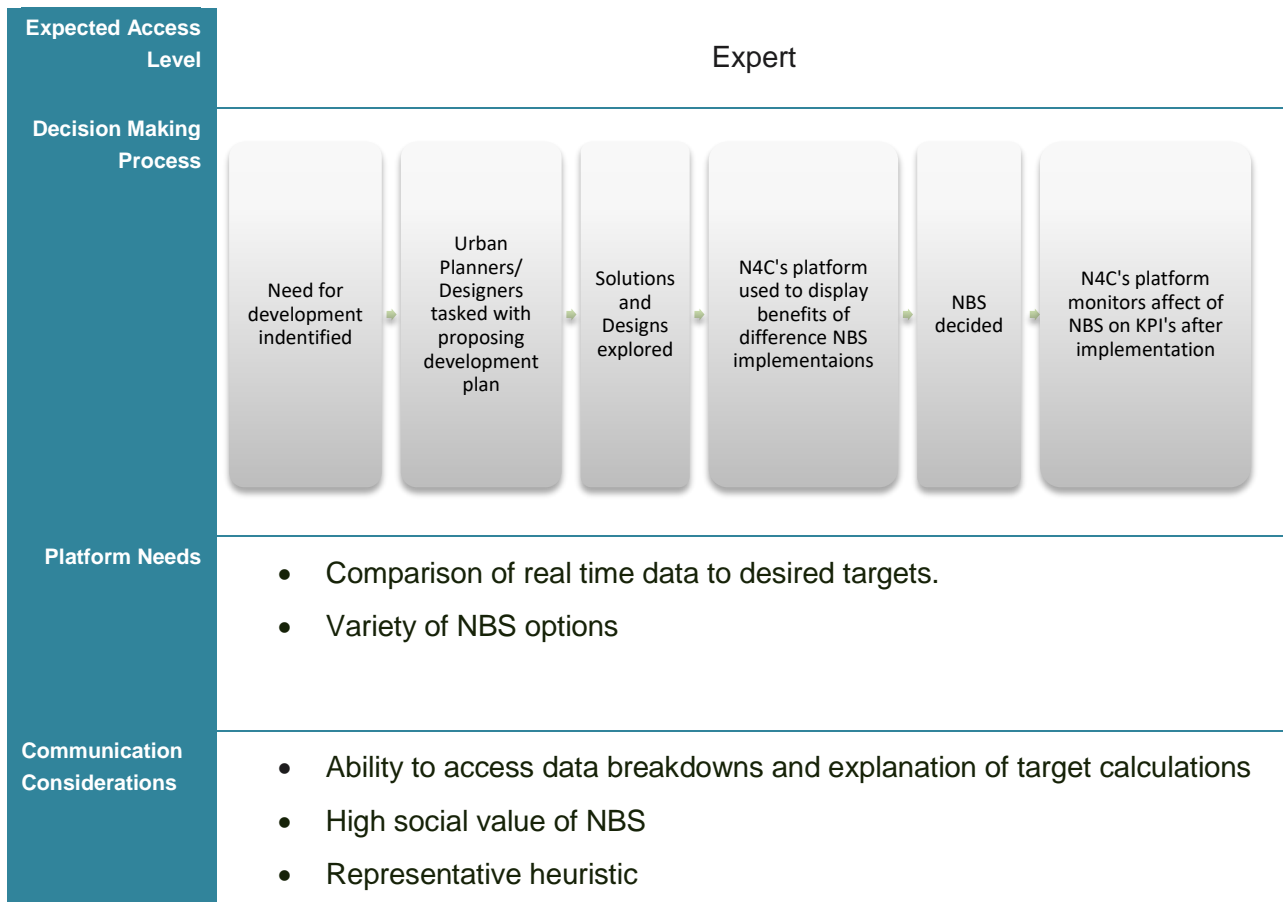 Expected Access
Level
Expert
Decision Making
Process
Need for
development
indentified
Urban
Planners/
Designers
tasked with
proposing
development
plan
Solutions
and
Designs
explored
N4C's platform
used to display
benefits of
difference NBS
implementaions
NBS
decided
N4C's platform
monitors affect of
NBS on KPI's after
implementation
Platform Needs
• Comparison of real time data to desired targets.
• Variety of NBS options
Communication
Considerations
• Ability to access data breakdowns and explanation of target calculations
• High social value of NBS
• Representative heuristic